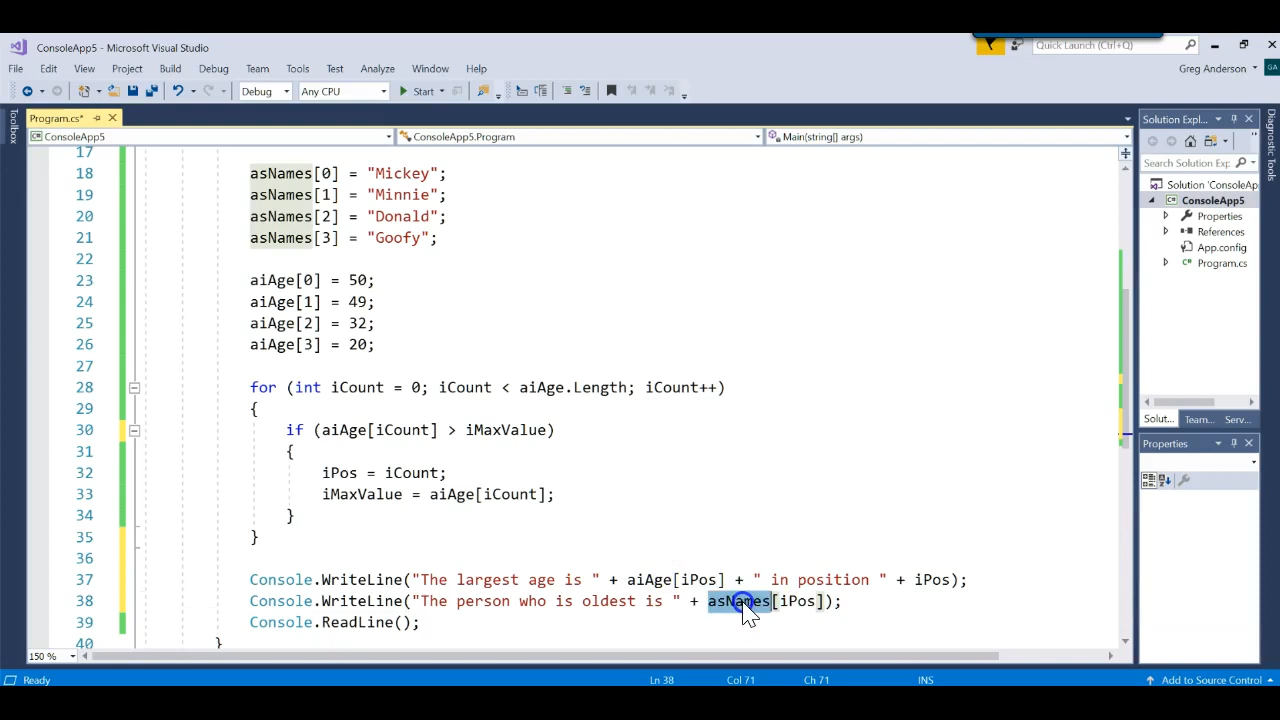 ConsoleApp5 - Microsoft Visual Studio
Quick Launch (Ctrl+Q)
File Edit View Project Build Debug Team Tools Test Analyze Window Help
Greg Anderson GA
Debug Any CPU Start
Toolbox
Program.cs*
ConsoleApp5 ConsoleApp5.Program Main(string[] args)
17
18 asNames[0] = "Mickey";
19 asNames[1] = "Minnie";
20 asNames[2] = "Donald";
21 asNames[3] = "Goofy";
22
23 aiAge[0] = 50;
24 aiAge[1] = 49;
25 aiAge[2] = 32;
26 aiAge[3] = 20;
27
28 for (int iCount = 0; iCount < aiAge.Length; iCount++)
29 {
30 if (aiAge[iCount] > iMaxValue)
31 {
32 iPos = iCount;
33 iMaxValue = aiAge[iCount];
34 }
35 }
36
37 Console.WriteLine("The largest age is " + aiAge[iPos] + " in position " + iPos);
38 Console.WriteLine("The person who is oldest is " + asNames[iPos]);
39 Console.ReadLine();
40 }
150 %
Solution Expl...
Search Solution Exp
Solution 'ConsoleAp
ConsoleApp5
Properties
References
App.config
Program.cs
Solut... Team... Serv...
Properties
Diagnostic Tools
Ready Ln 38 Col 71 Ch 71 INS Add to Source Control